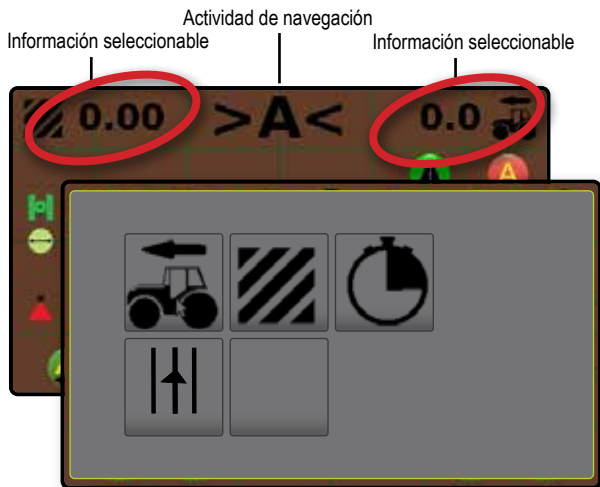 Actividad de navegación
Información seleccionable
Información seleccionable
0.00 >A< 0.0
A